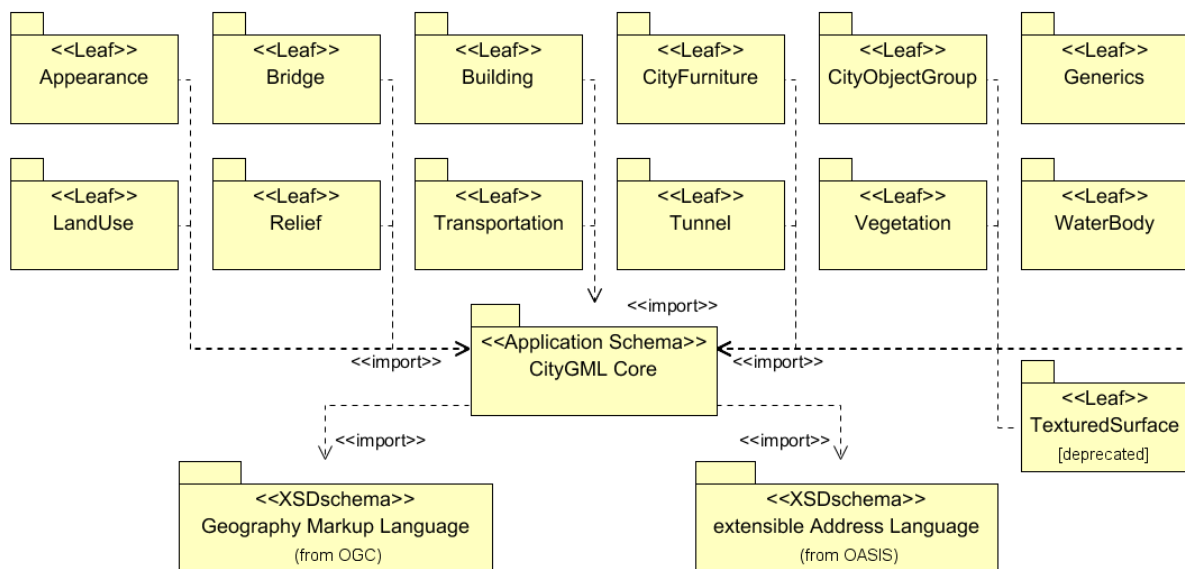 <<Leaf>>
Appearance
<<Leaf>>
Bridge
<<Leaf>>
Building
<<Leaf>>
CityFurniture
<<Leaf>>
CityObjectGroup
<<Leaf>>
Generics
<<Leaf>>
LandUse
<<Leaf>>
Relief
<<Leaf>>
Transportation
<<Leaf>>
Tunnel
<<Leaf>>
Vegetation
<<Leaf>>
WaterBody
<<import>>
<<Application Schema>>
CityGML Core
<<import>>
<<import>>
<<Leaf>>
TexturedSurface
[deprecated]
<<import>>
<<import>>
<<XSDschema>>
Geography Markup Language
(from OGC)
<<XSDschema>>
extensible Address Language
(from OASIS)